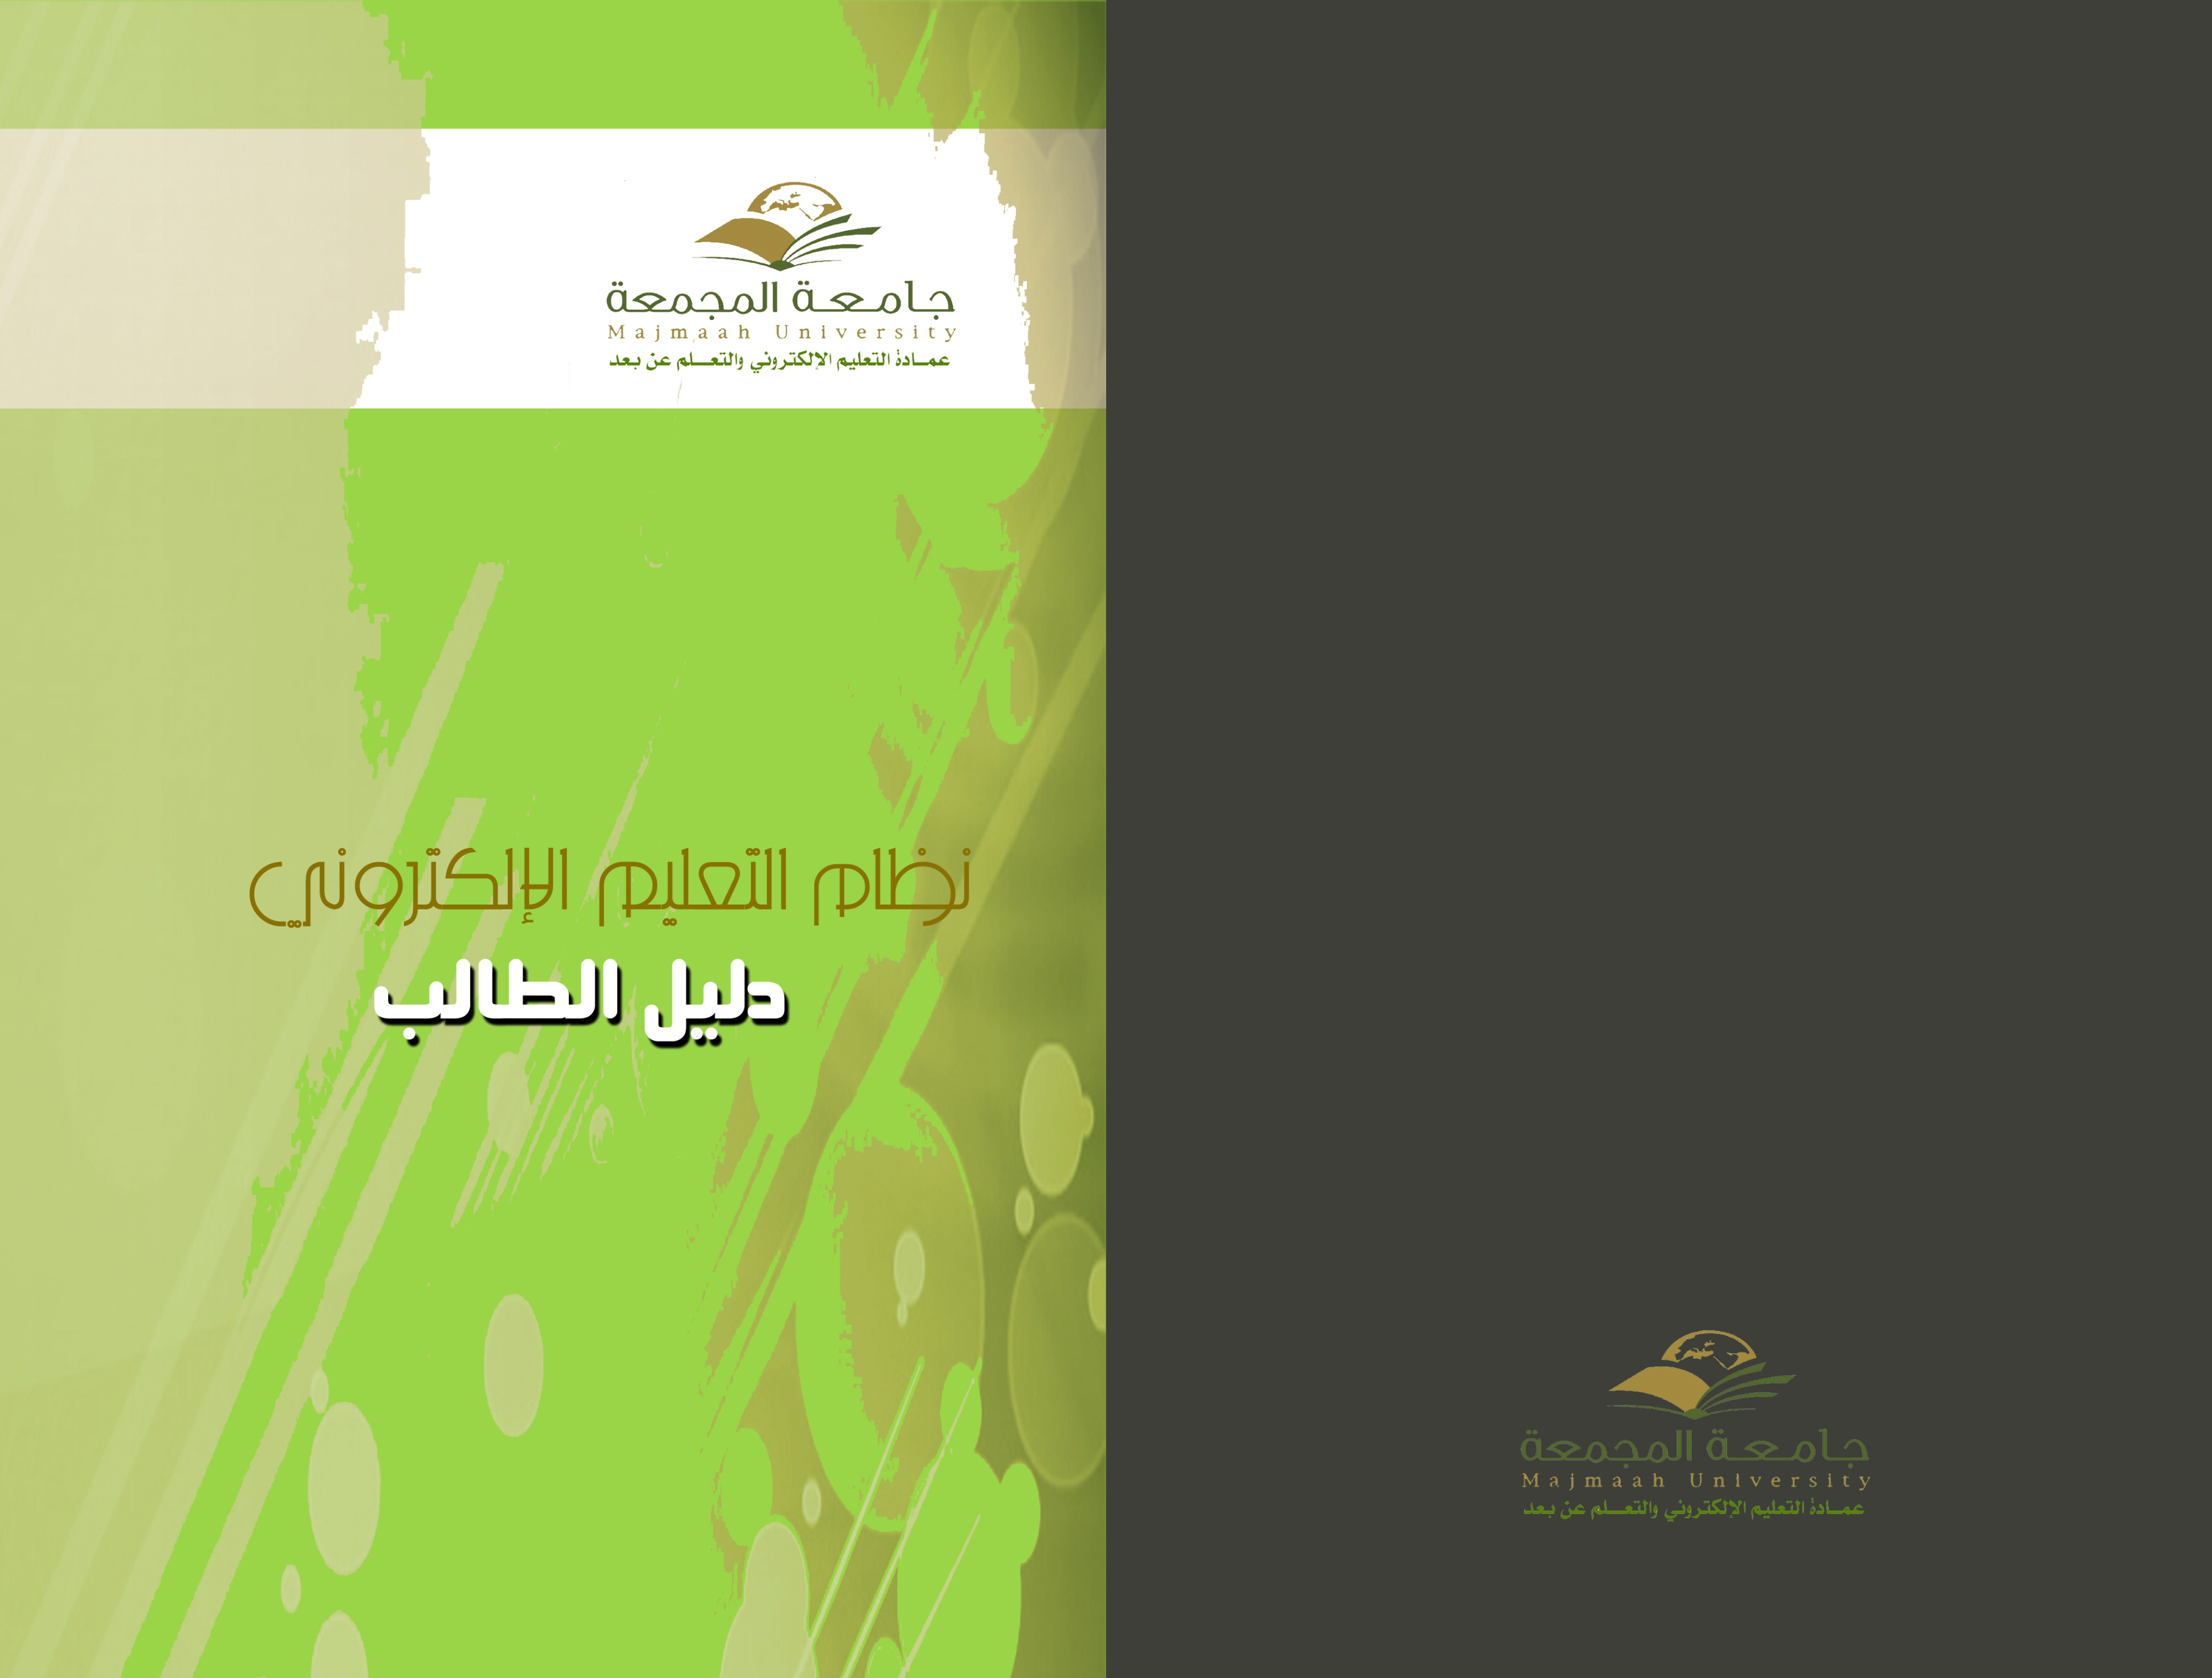 جامعة المجمعة
Majmaah University
عمادة التعليم الإلكتروني والتعلم عن بعد
نظام التعليم الإلكتروني
دليل الطالب
جامعة المجمعة
Majmaah University
عمادة التعليم الإلكتروني والتعلم عن بعد